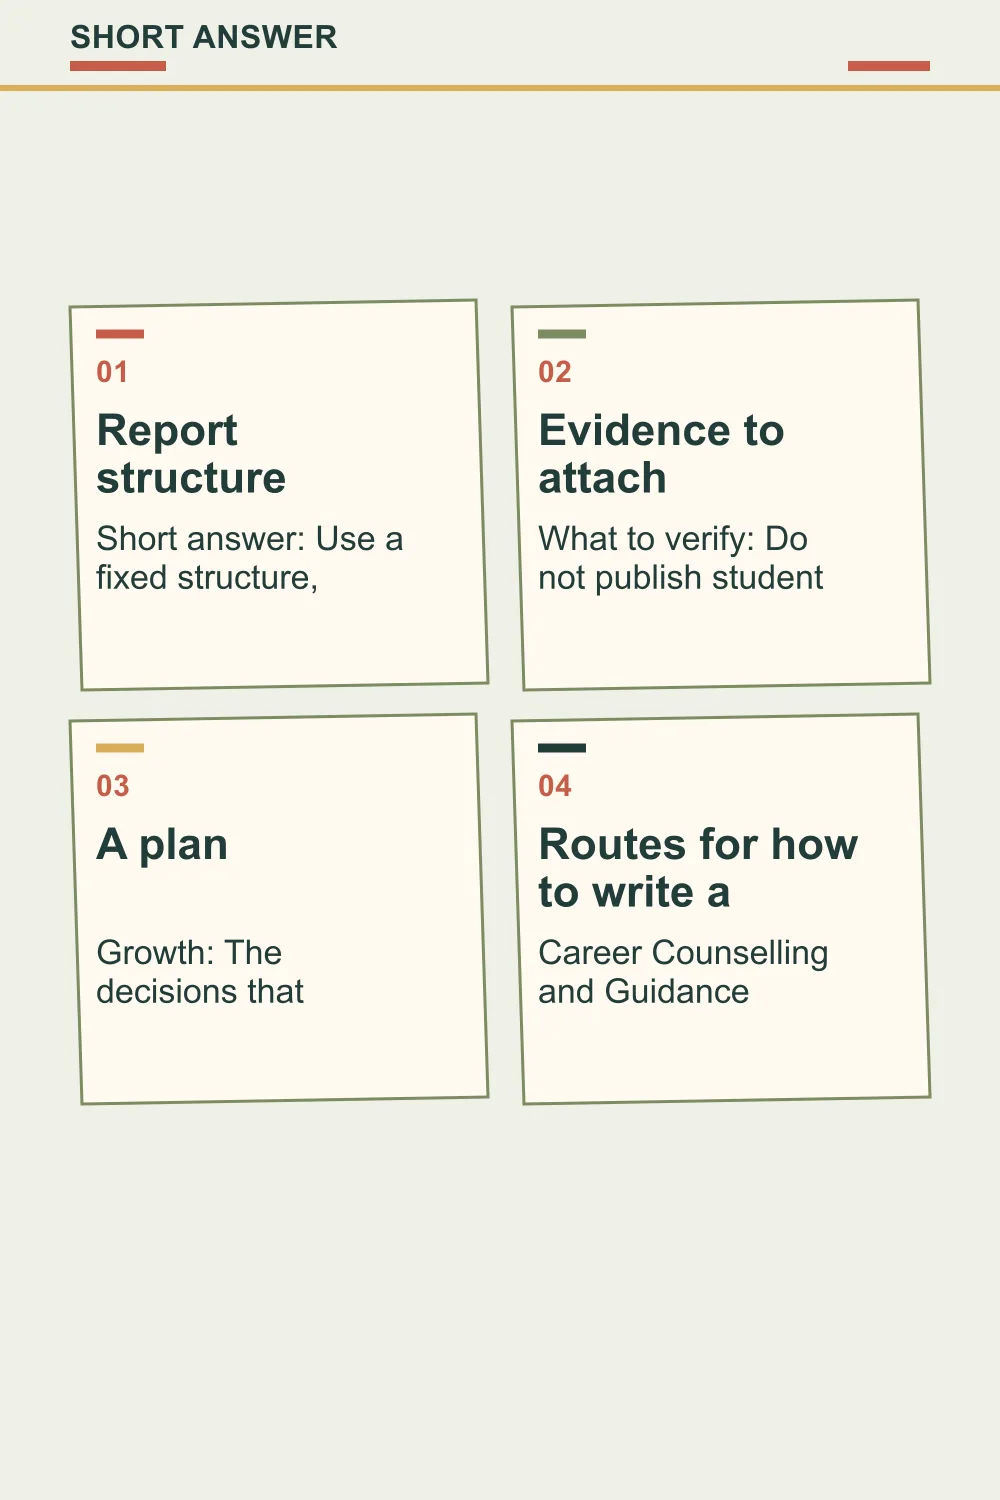 SHORT ANSWER
01
Report
structure
Short answer: Use a
fixed structure,
02
Evidence to
attach
What to verify: Do
not publish student
03
A plan
Growth: The
decisions that
04
Routes for how
to write a
Career Counselling
and Guidance